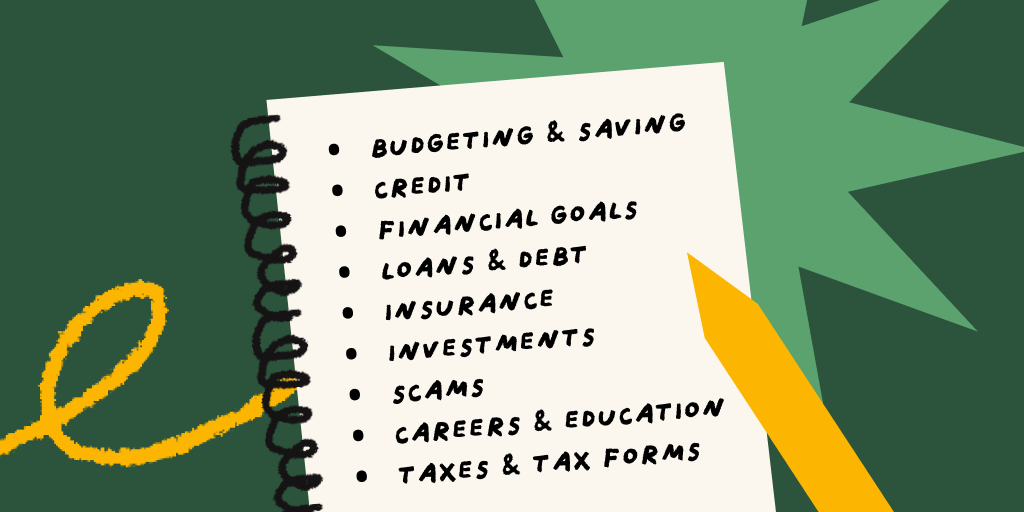 • BUDGETING & SAVING
• CREDIT
• FINANCIAL GOALS
• LOANS & DEBT
• INSURANCE
• INVESTMENTS
• SCAMS
• CAREERS & EDUCATION
• TAXES & TAX FORMS